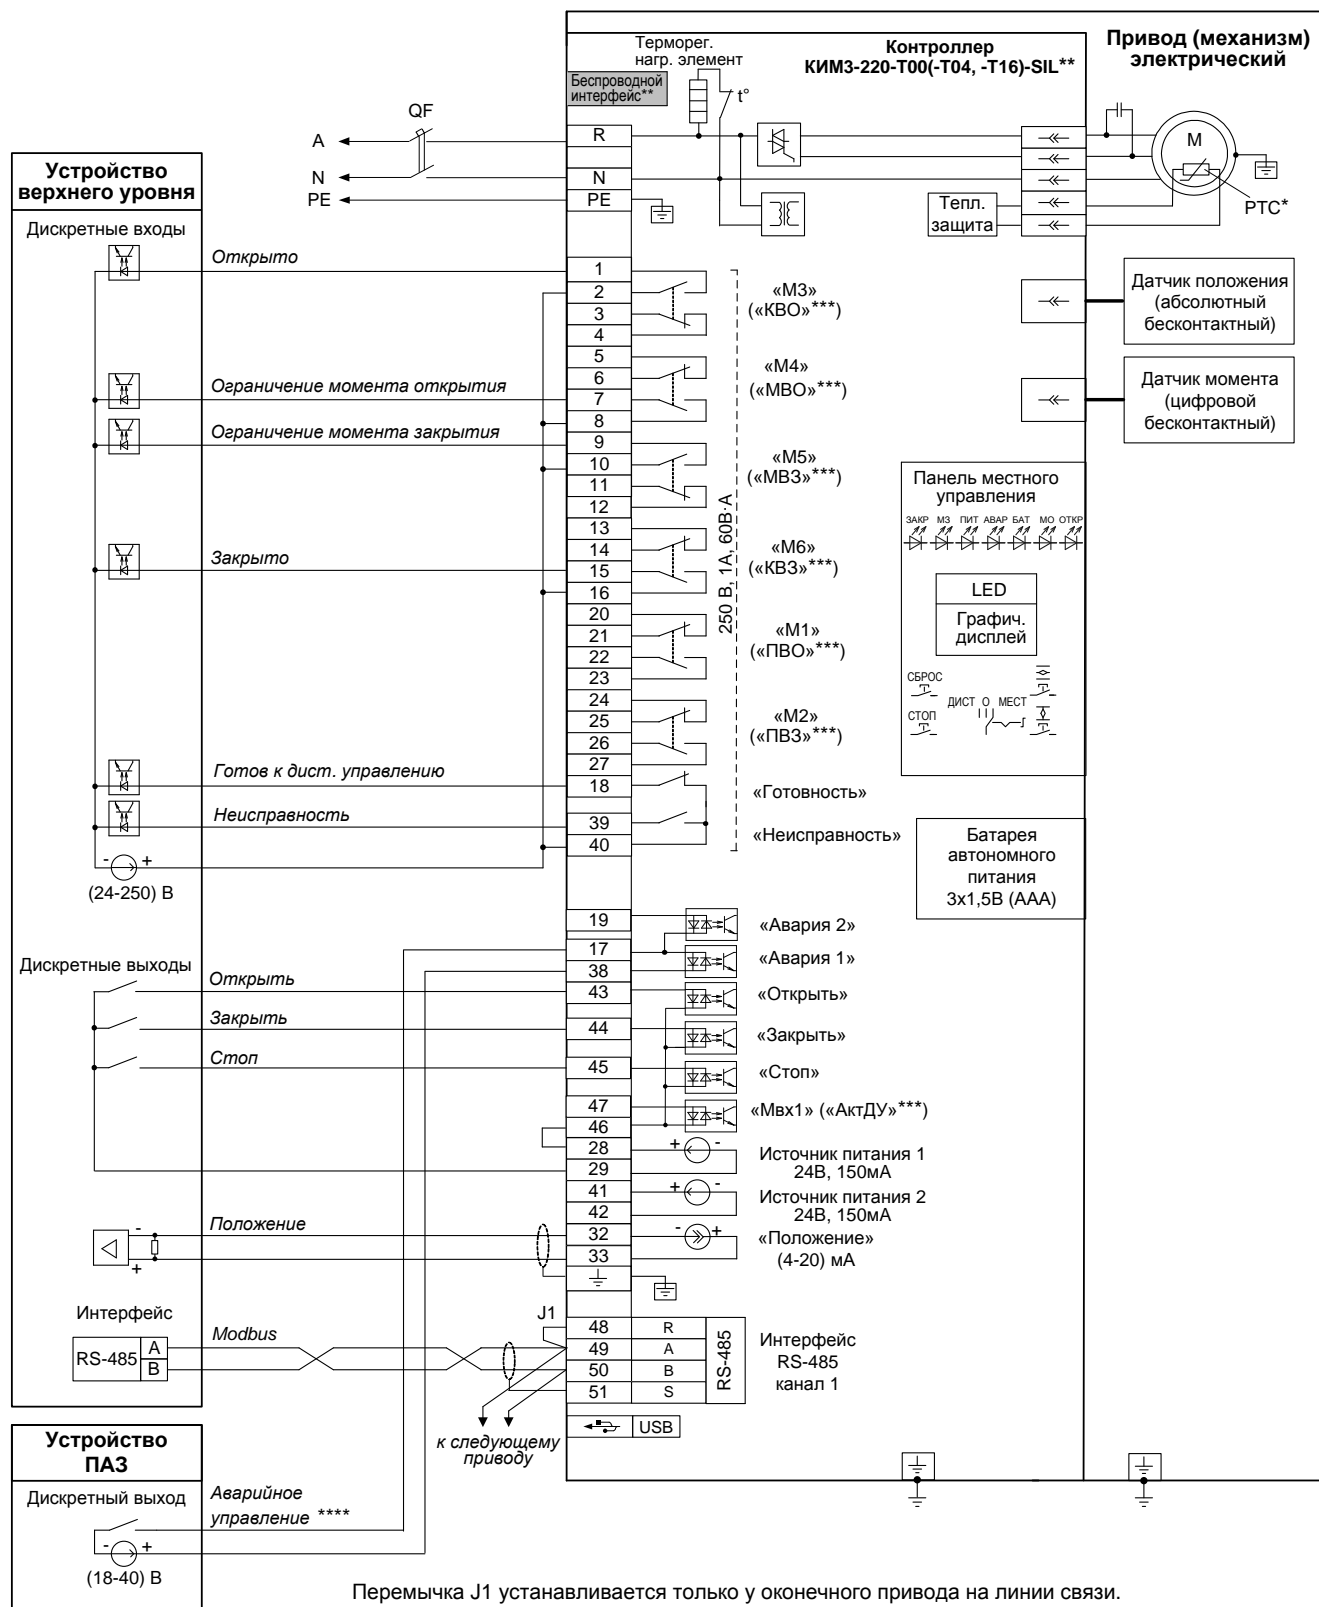 Терморег.
нагр. элемент
Контроллер
КИМ3-220-Т00(-Т04, -Т16)-SIL**
Привод (механизм)
электрический
Беспроводной
интерфейс**
t°
QF
A
R
N
N
PE
PE
M
Тепл.
защита
PTC*
Устройство
верхнего уровня
Дискретные входы
Открыто
1
2
3
4
«М3»
(«КВО»***)
Датчик положения
(абсолютный
бесконтактный)
Ограничение момента открытия
5
6
7
8
«М4»
(«МВО»***)
Датчик момента
(цифровой
бесконтактный)
Ограничение момента закрытия
9
10
11
12
«М5»
(«МВЗ»***)
250 В, 1А, 60В·А
Панель местного
управления
ЗАКР МЗ ПИТ АВАР БАТ МО ОТКР
Закрыто
13
14
15
16
«М6»
(«КВЗ»***)
LED
Графич.
дисплей
20
21
22
23
«М1»
(«ПВО»***)
СБРОС
СТОП
ДИСТ О МЕСТ
24
25
26
27
«М2»
(«ПВЗ»***)
Готов к дист. управлению
18
«Готовность»
Неисправность
39
40
«Неисправность»
- +
(24-250) В
Батарея
автономного
питания
3х1,5В (ААА)
19
«Авария 2»
17
38
«Авария 1»
Дискретные выходы
Открыть
43
«Открыть»
Закрыть
44
«Закрыть»
Стоп
45
«Стоп»
47
46
«Мвх1» («АктДУ»***)
28
29
+ -
Источник питания 1
24В, 150мА
41
42
+ -
Источник питания 2
24В, 150мА
Положение
-
+
32
33
- +
«Положение»
(4-20) мА
Интерфейс
RS-485
A
B
Modbus
J1
48 R
49 A
50 B
51 S
RS-485
Интерфейс
RS-485
канал 1
USB
к следующему
приводу
Устройство
ПАЗ
Дискретный выход
Аварийное
управление ****
- +
(18-40) В
Перемычка J1 устанавливается только у оконечного привода на линии связи.